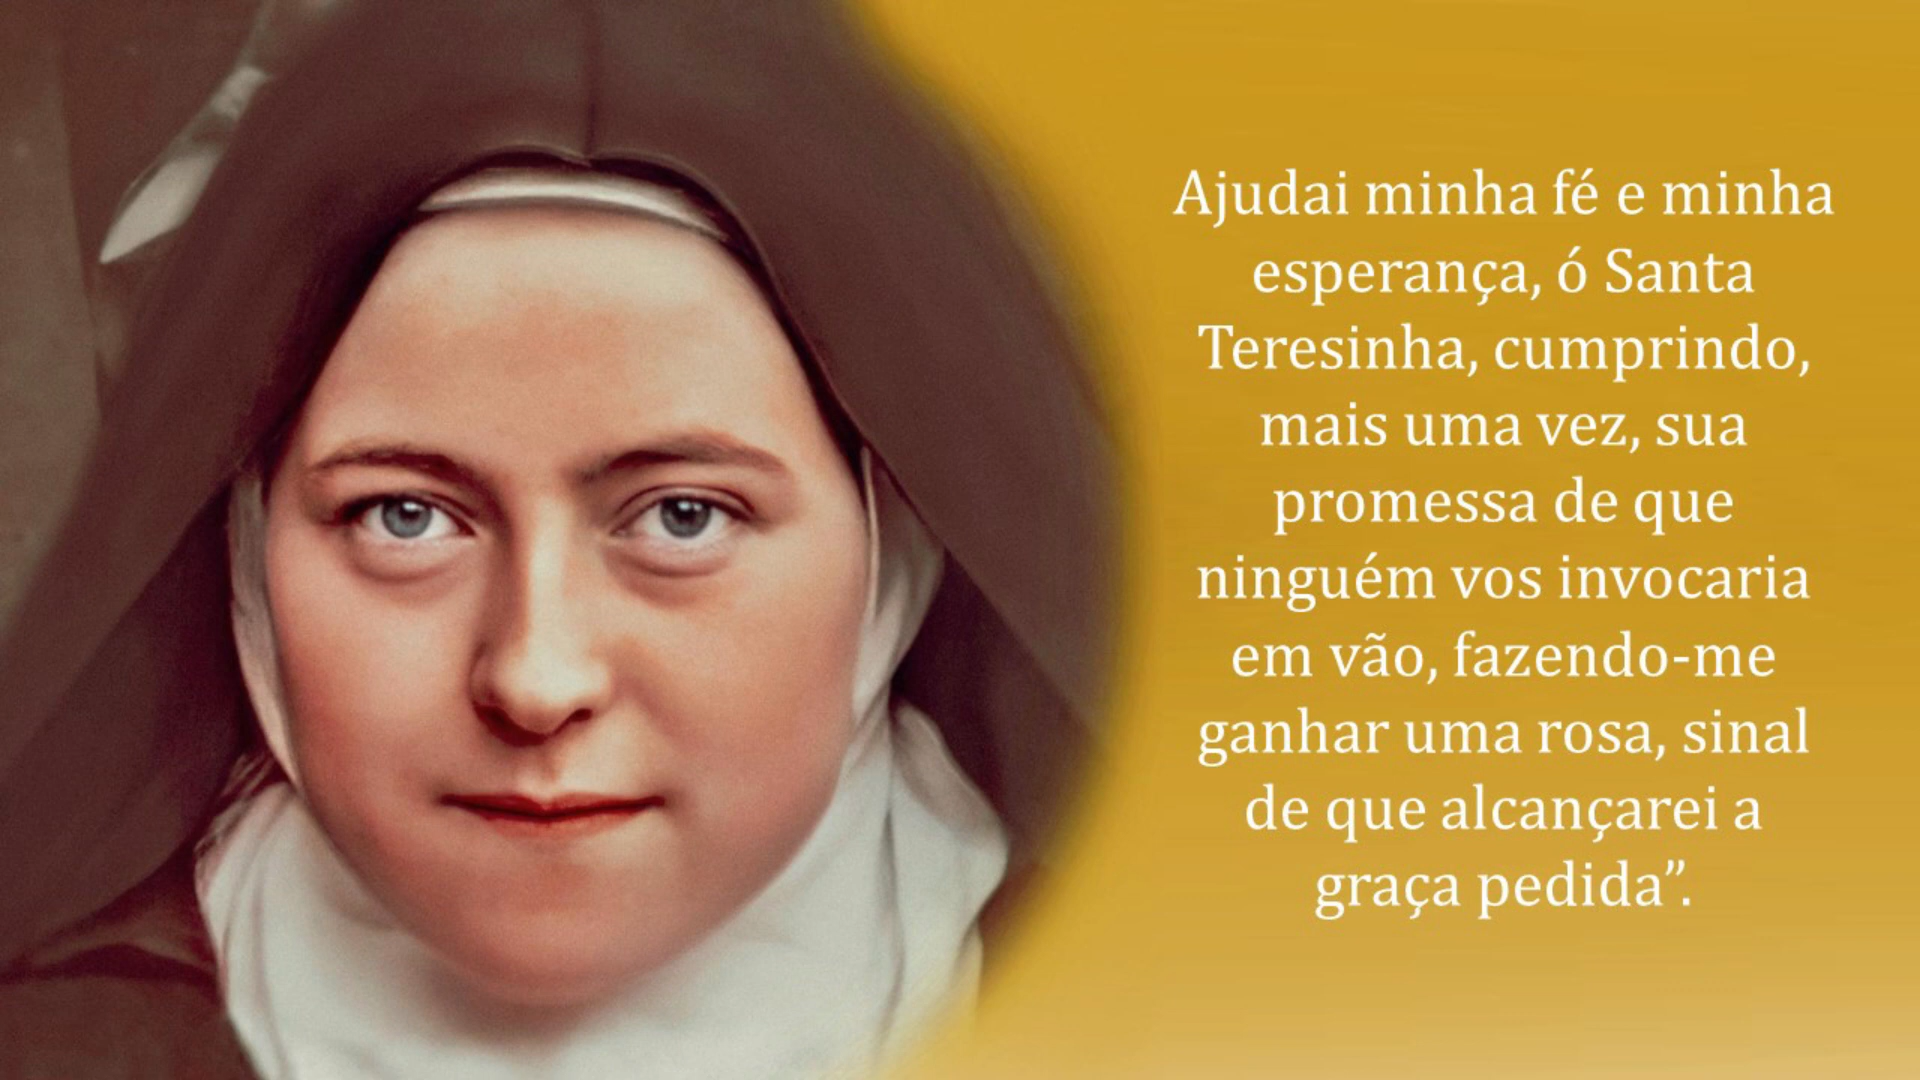 Ajudai minha fé e minha
esperança, ó Santa
Teresinha, cumprindo,
mais uma vez, sua
promessa de que
ninguém vos invocaria
em vão, fazendo-me
ganhar uma rosa, sinal
de que alcançarei a
graça pedida”.